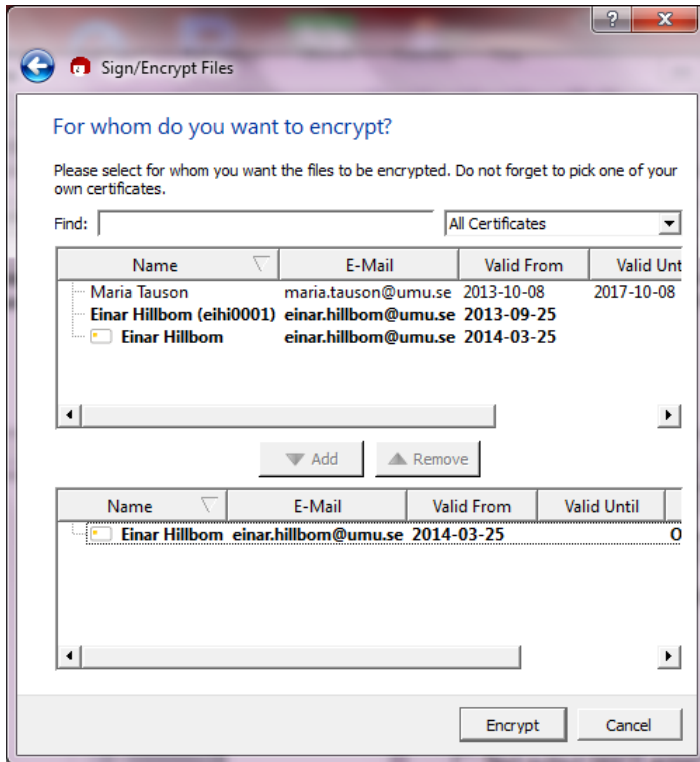 ?
Sign/Encrypt Files
For whom do you want to encrypt?
Please select for whom you want the files to be encrypted. Do not forget to pick one of your
own certificates.
Find: All Certificates
Name E-Mail Valid From Valid Unt
Maria Tauson maria.tauson@umu.se 2013-10-08 2017-10-08
Einar Hillbom (eihi0001) einar.hillbom@umu.se 2013-09-25
Einar Hillbom einar.hillbom@umu.se 2014-03-25
Add Remove
Name E-Mail Valid From Valid Until
Einar Hillbom einar.hillbom@umu.se 2014-03-25 O
Encrypt Cancel